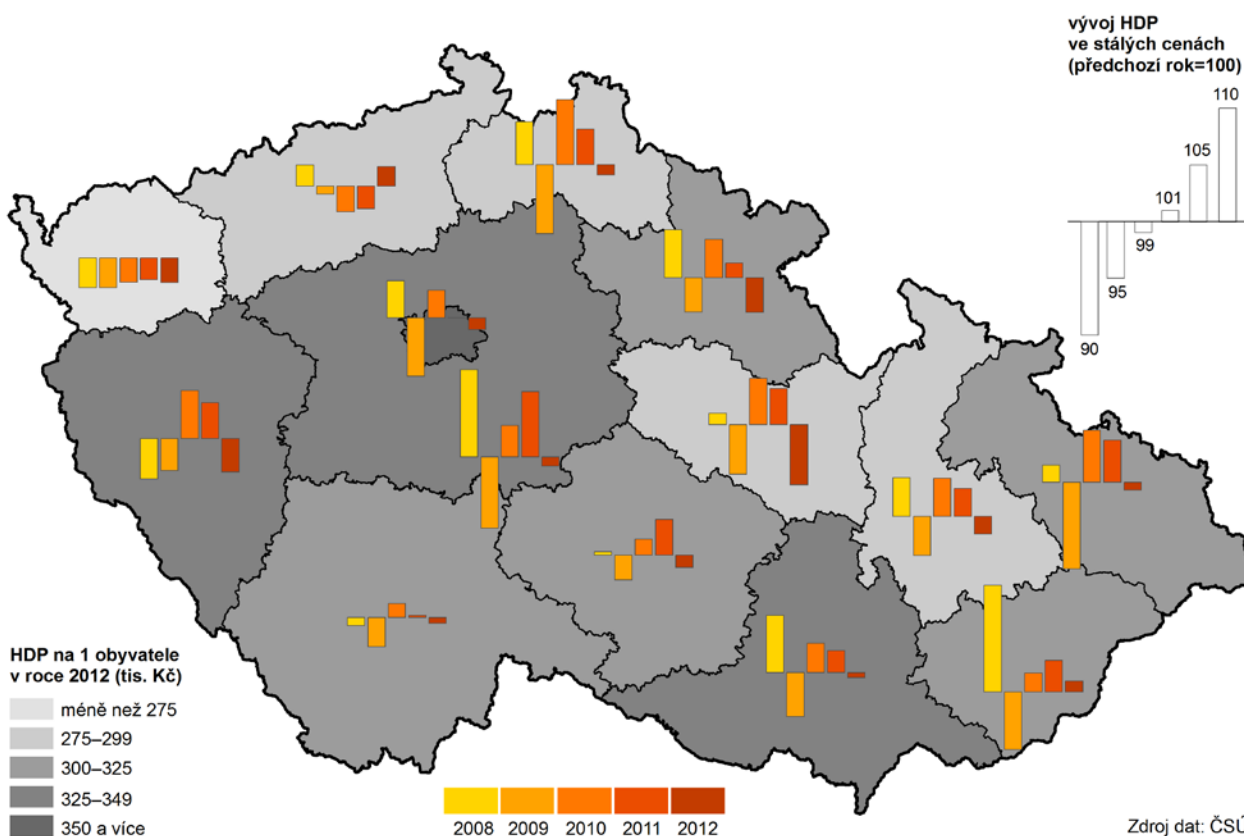 vývoj HDP
ve stálých cenách
(předchozí rok=100)
110
105
101
99
95
90
HDP na 1 obyvatele
v roce 2012 (tis. Kč)
méně než 275
275–299
300–325
325–349
350 a více
2008 2009 2010 2011 2012
Zdroj dat: ČSÚ